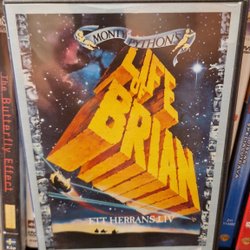 MONTY PYTHON'S
LIFE
OF
BRIAN
ETT HERRANS LIV
The Butterfly Effect